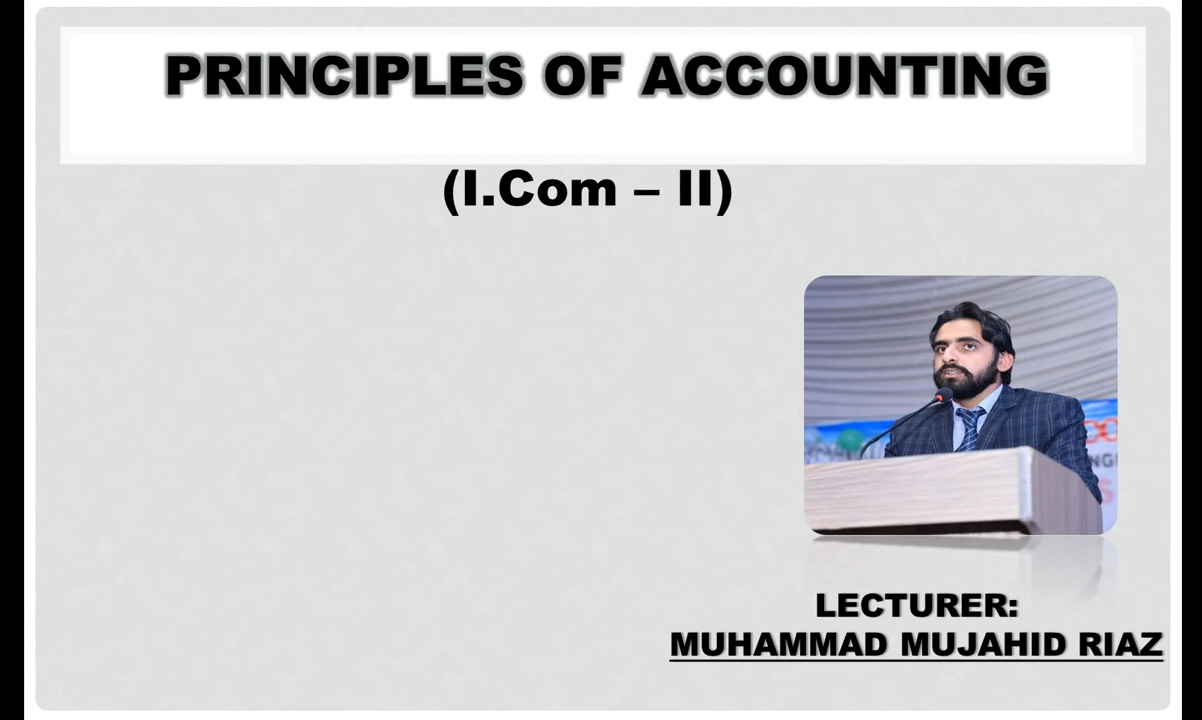 PRINCIPLES OF ACCOUNTING
(I.Com – II)
LECTURER:
MUHAMMAD MUJAHID RIAZ